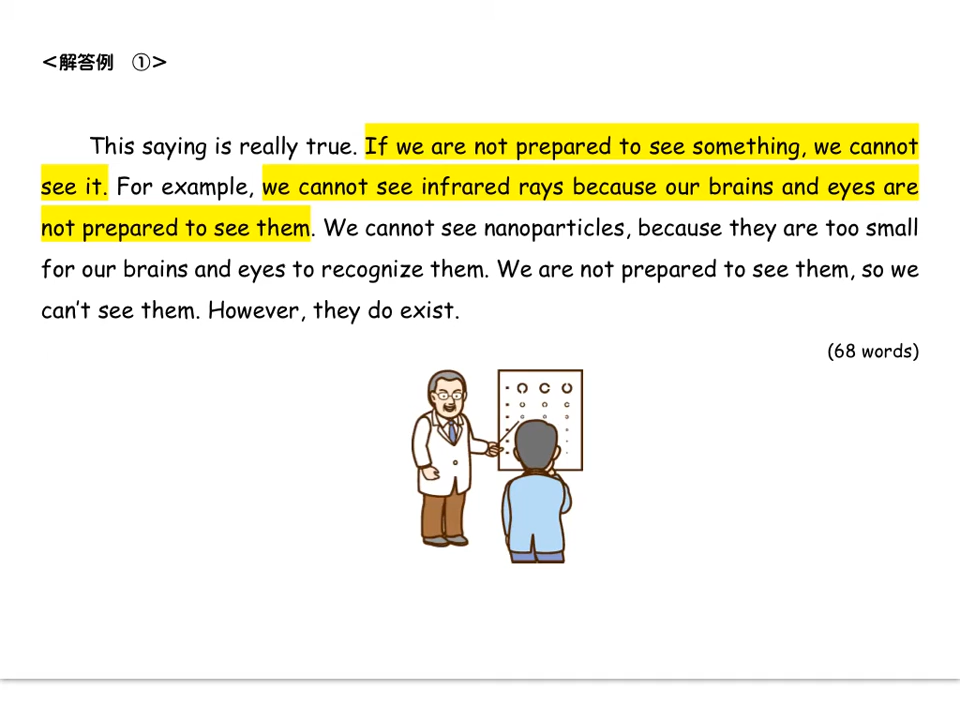 <解答例　①>
This saying is really true. If we are not prepared to see something, we cannot
see it. For example, we cannot see infrared rays because our brains and eyes are
not prepared to see them. We cannot see nanoparticles, because they are too small
for our brains and eyes to recognize them. We are not prepared to see them, so we
can't see them. However, they do exist.
(68 words)